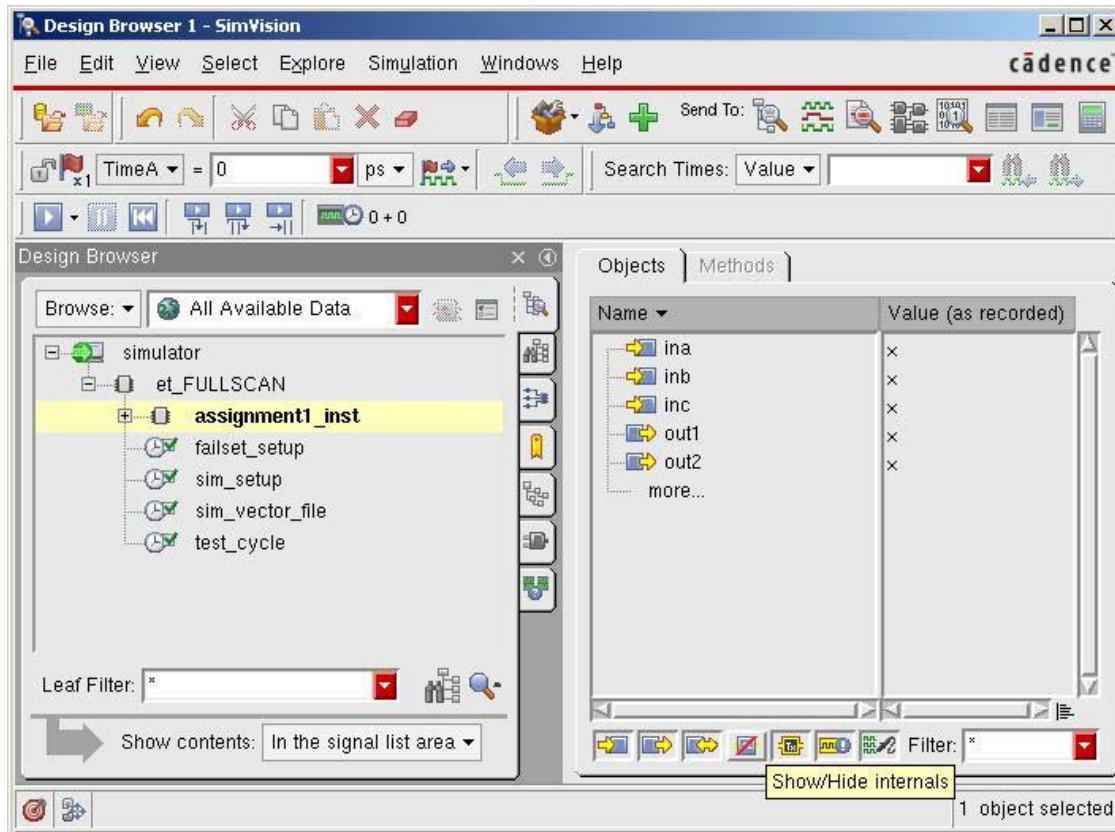 Design Browser 1 - SimVision
File Edit View Select Explore Simulation Windows Help
cādence
Send To:
x1 TimeA = 0 ps
Search Times: Value
0 + 0
Design Browser
Browse: All Available Data
simulator
et_FULLSCAN
assignment1_inst
failset_setup
sim_setup
sim_vector_file
test_cycle
Leaf Filter: *
Show contents: In the signal list area
Objects Methods
Name Value (as recorded)
ina x
inb x
inc x
out1 x
out2 x
more...
Filter: *
Show/Hide internals
1 object selected